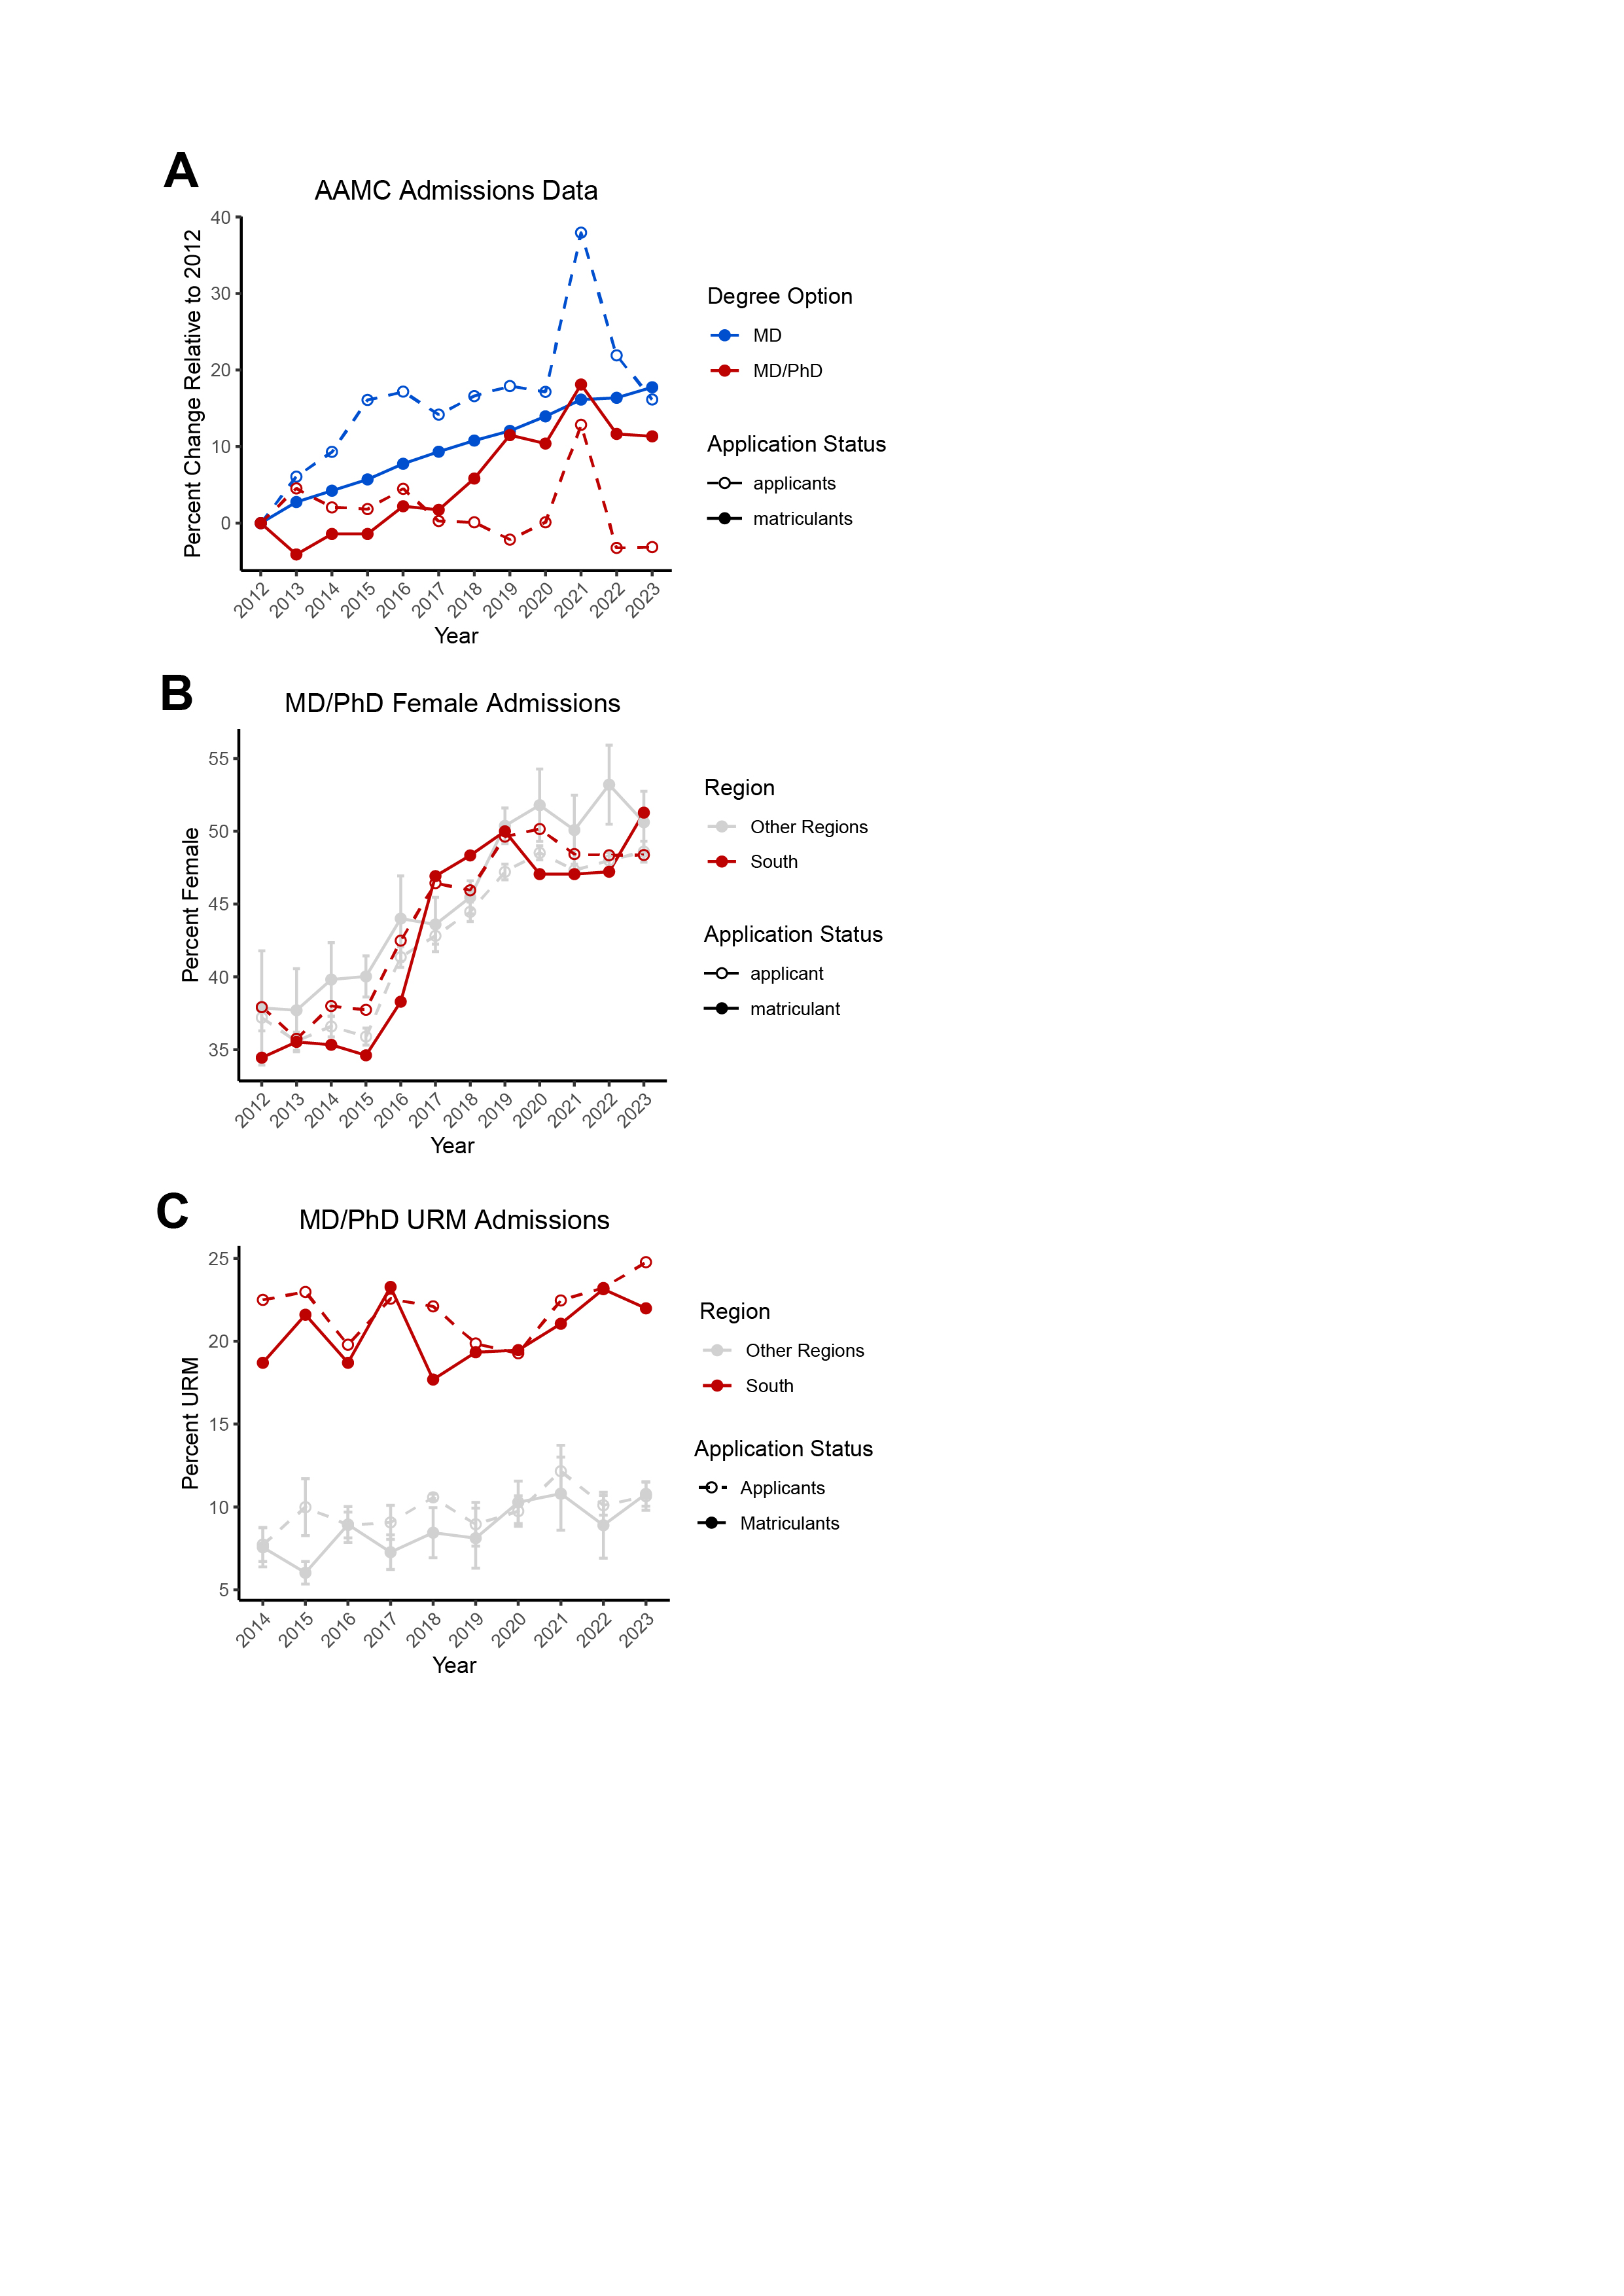 A
AAMC Admissions Data
Percent Change Relative to 2012
40
30
20
10
0
2012 2013 2014 2015 2016 2017 2018 2019 2020 2021 2022 2023
Year
Degree Option
MD
MD/PhD
Application Status
applicants
matriculants
B
MD/PhD Female Admissions
Percent Female
55
50
45
40
35
2012 2013 2014 2015 2016 2017 2018 2019 2020 2021 2022 2023
Year
Region
Other Regions
South
Application Status
applicant
matriculant
C
MD/PhD URM Admissions
Percent URM
25
20
15
10
5
2014 2015 2016 2017 2018 2019 2020 2021 2022 2023
Year
Region
Other Regions
South
Application Status
Applicants
Matriculants